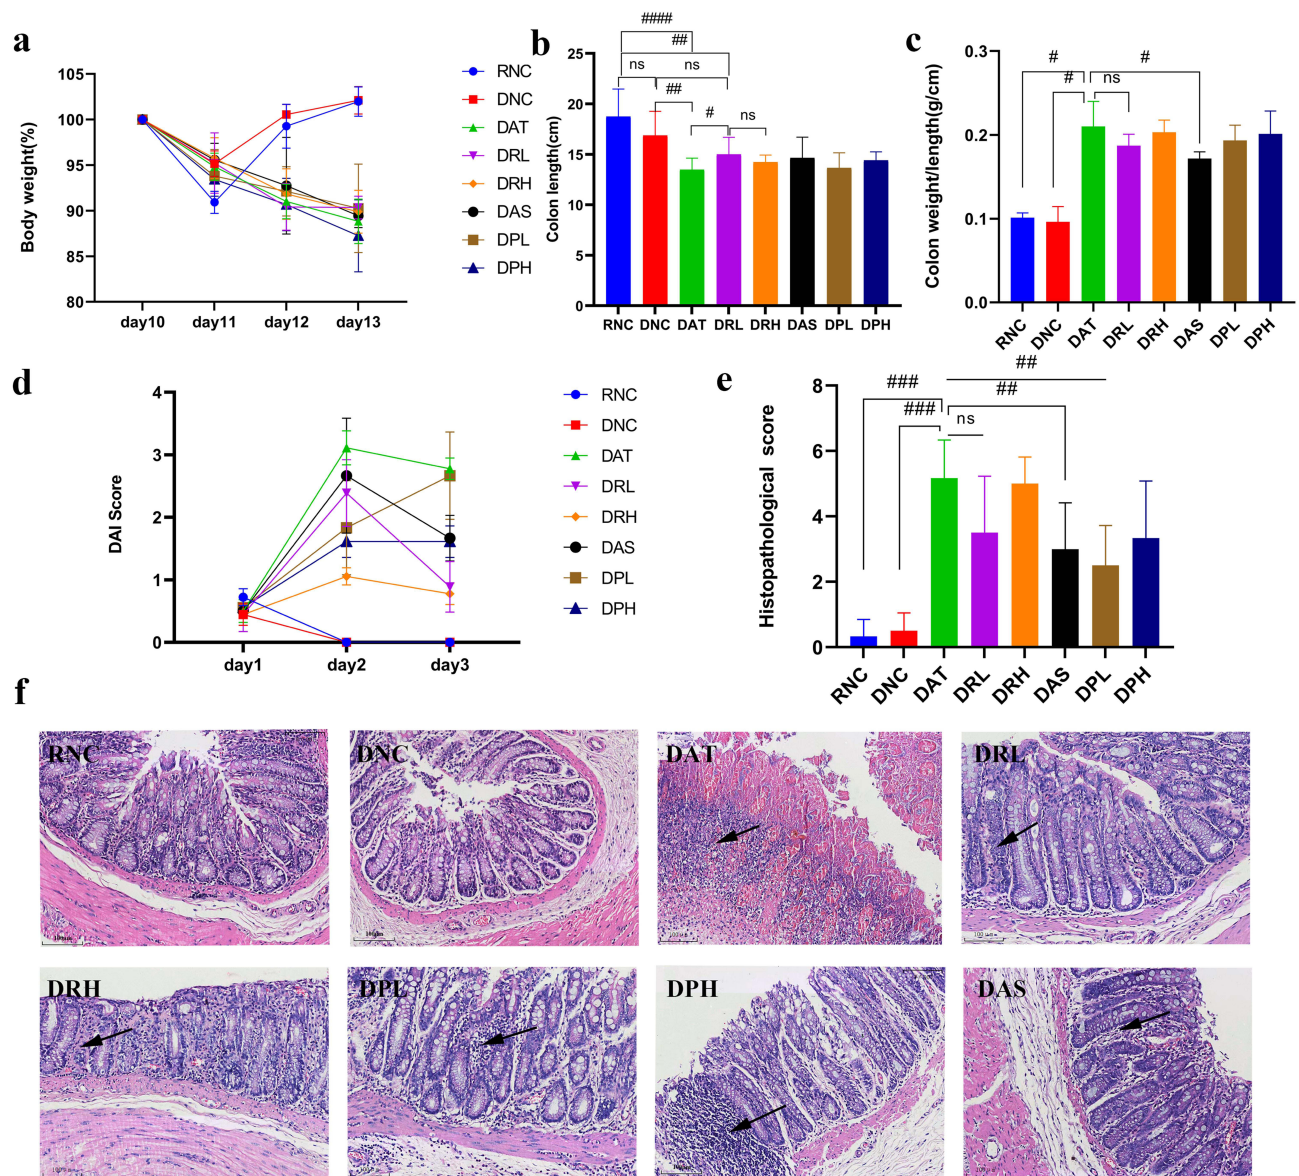 a
Body weight(%)
105
100
95
90
85
80
day10 day11 day12 day13
RNC
DNC
DAT
DRL
DRH
DAS
DPL
DPH
b
Colon length(cm)
25
20
15
10
5
0
####
##
ns ns
##
#
ns
RNC DNC DAT DRL DRH DAS DPL DPH
c
Colon weight/length(g/cm)
0.3
0.2
0.1
0.0
# #
# ns
RNC DNC DAT DRL DRH DAS DPL DPH
d
DAI Score
4
3
2
1
0
day1 day2 day3
RNC
DNC
DAT
DRL
DRH
DAS
DPL
DPH
e
Histopathological score
8
6
4
2
0
##
### ##
### ns
RNC DNC DAT DRL DRH DAS DPL DPH
f
RNC DNC DAT DRL
100μm 100μm 100μm
DRH DPL DPH DAS